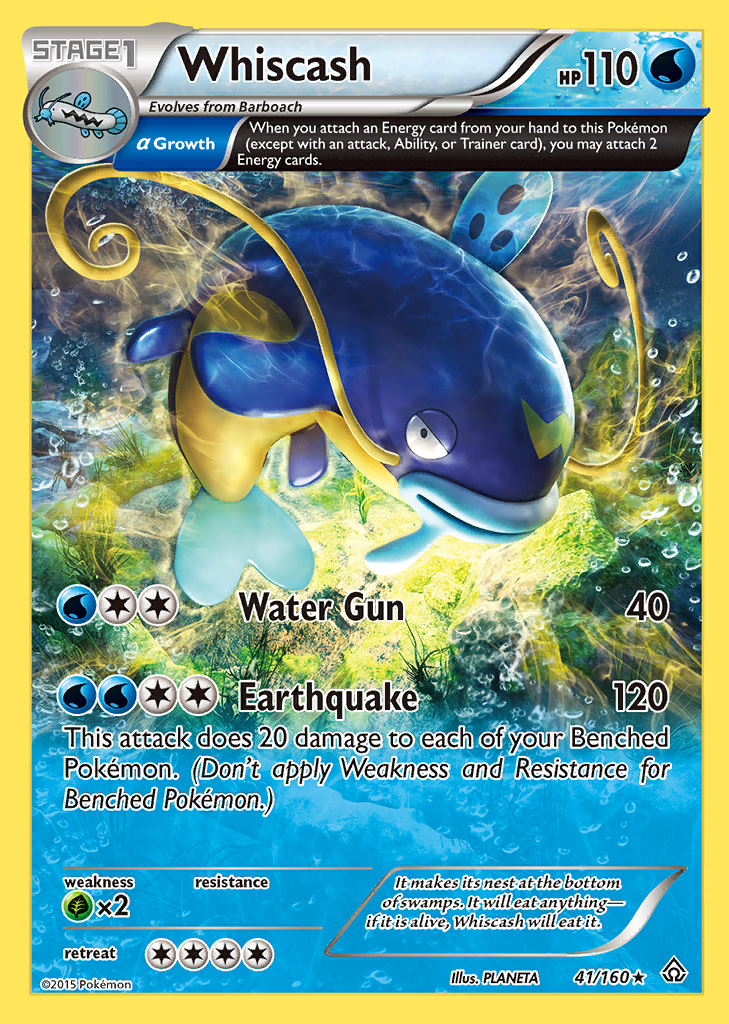 STAGE1
Whiscash
HP110
Evolves from Barboach
α Growth
When you attach an Energy card from your hand to this Pokémon
(except with an attack, Ability, or Trainer card), you may attach 2
Energy cards.
Water Gun 40
Earthquake 120
This attack does 20 damage to each of your Benched
Pokémon. (Don't apply Weakness and Resistance for
Benched Pokémon.)
weakness resistance
×2
retreat
It makes its nest at the bottom
of swamps. It will eat anything—
if it is alive, Whiscash will eat it.
©2015 Pokémon
Illus. PLANETA
41/160★